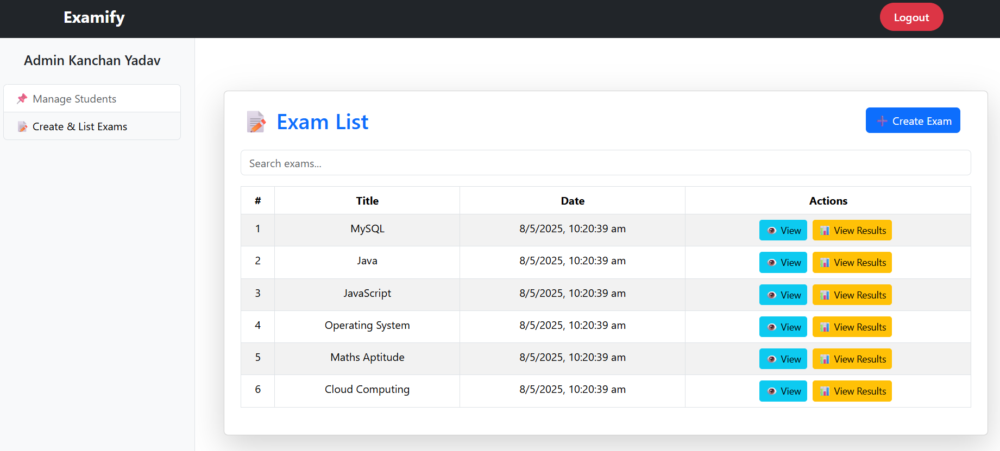 Examify
Logout
Admin Kanchan Yadav
Manage Students
Create & List Exams
Exam List
Create Exam
Search exams...
# Title Date Actions
1 MySQL 8/5/2025, 10:20:39 am View View Results
2 Java 8/5/2025, 10:20:39 am View View Results
3 JavaScript 8/5/2025, 10:20:39 am View View Results
4 Operating System 8/5/2025, 10:20:39 am View View Results
5 Maths Aptitude 8/5/2025, 10:20:39 am View View Results
6 Cloud Computing 8/5/2025, 10:20:39 am View View Results